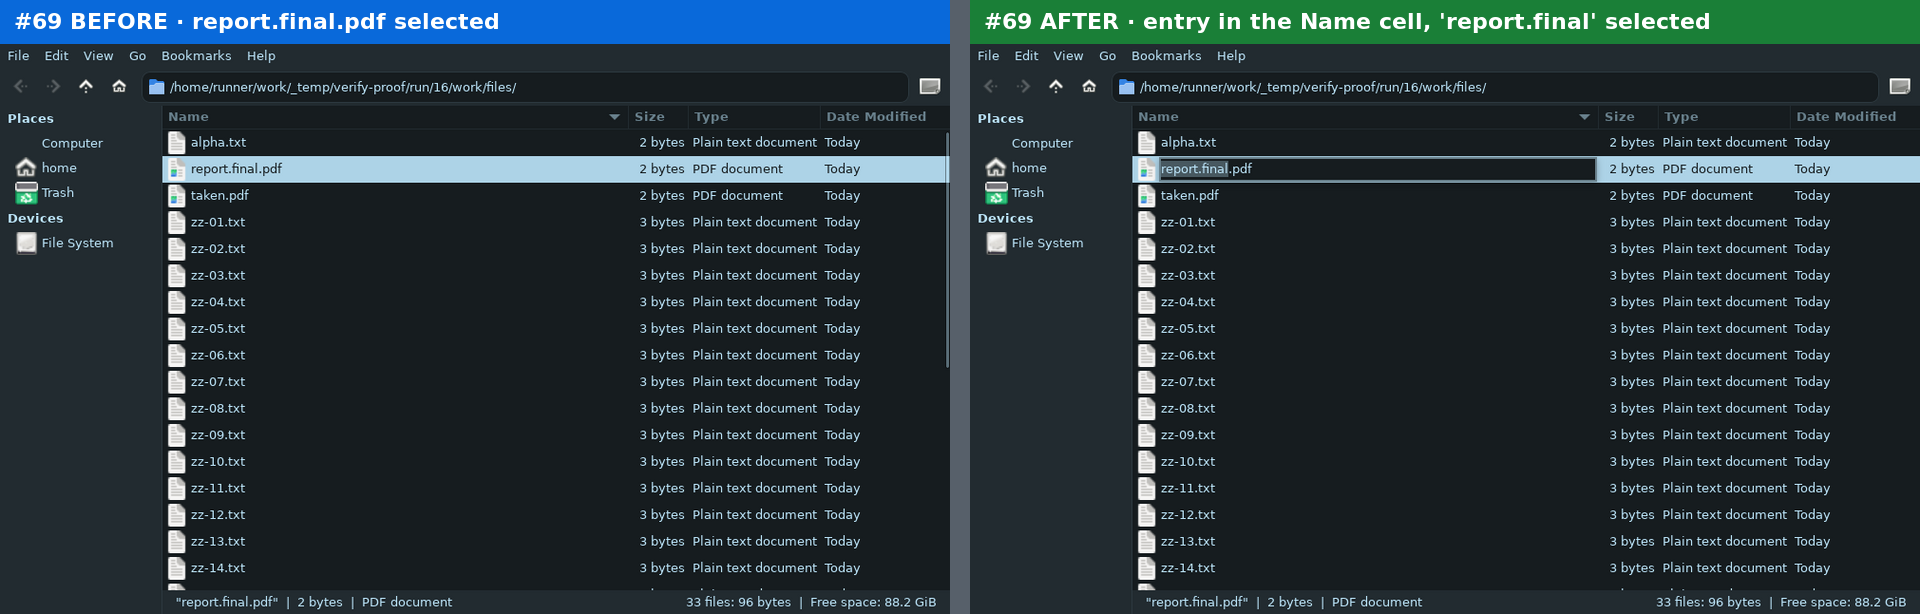 #69 BEFORE · report.final.pdf selected
File Edit View Go Bookmarks Help
/home/runner/work/_temp/verify-proof/run/16/work/files/
Places
Computer
home
Trash
Devices
File System
Name Size Type Date Modified
alpha.txt 2 bytes Plain text document Today
report.final.pdf 2 bytes PDF document Today
taken.pdf 2 bytes PDF document Today
zz-01.txt 3 bytes Plain text document Today
zz-02.txt 3 bytes Plain text document Today
zz-03.txt 3 bytes Plain text document Today
zz-04.txt 3 bytes Plain text document Today
zz-05.txt 3 bytes Plain text document Today
zz-06.txt 3 bytes Plain text document Today
zz-07.txt 3 bytes Plain text document Today
zz-08.txt 3 bytes Plain text document Today
zz-09.txt 3 bytes Plain text document Today
zz-10.txt 3 bytes Plain text document Today
zz-11.txt 3 bytes Plain text document Today
zz-12.txt 3 bytes Plain text document Today
zz-13.txt 3 bytes Plain text document Today
zz-14.txt 3 bytes Plain text document Today
"report.final.pdf" | 2 bytes | PDF document 33 files: 96 bytes | Free space: 88.2 GiB
#69 AFTER · entry in the Name cell, 'report.final' selected
File Edit View Go Bookmarks Help
/home/runner/work/_temp/verify-proof/run/16/work/files/
Places
Computer
home
Trash
Devices
File System
Name Size Type Date Modified
alpha.txt 2 bytes Plain text document Today
report.final.pdf 2 bytes PDF document Today
taken.pdf 2 bytes PDF document Today
zz-01.txt 3 bytes Plain text document Today
zz-02.txt 3 bytes Plain text document Today
zz-03.txt 3 bytes Plain text document Today
zz-04.txt 3 bytes Plain text document Today
zz-05.txt 3 bytes Plain text document Today
zz-06.txt 3 bytes Plain text document Today
zz-07.txt 3 bytes Plain text document Today
zz-08.txt 3 bytes Plain text document Today
zz-09.txt 3 bytes Plain text document Today
zz-10.txt 3 bytes Plain text document Today
zz-11.txt 3 bytes Plain text document Today
zz-12.txt 3 bytes Plain text document Today
zz-13.txt 3 bytes Plain text document Today
zz-14.txt 3 bytes Plain text document Today
"report.final.pdf" | 2 bytes | PDF document 33 files: 96 bytes | Free space: 88.2 GiB